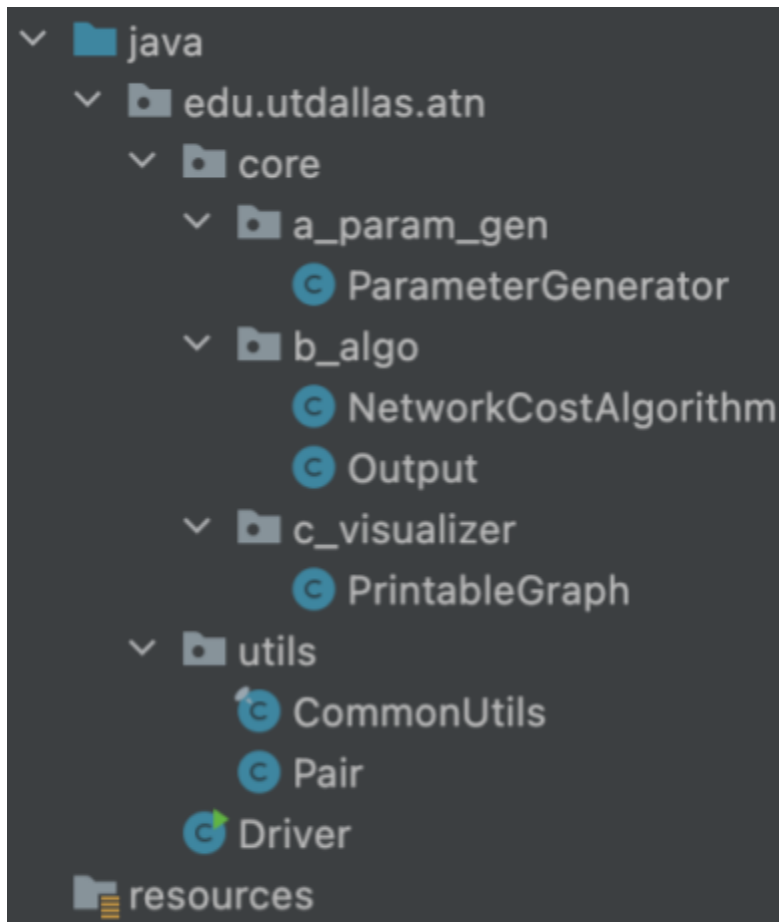 java
edu.utdallas.atn
core
a_param_gen
ParameterGenerator
b_algo
NetworkCostAlgorithm
Output
c_visualizer
PrintableGraph
utils
CommonUtils
Pair
Driver
resources